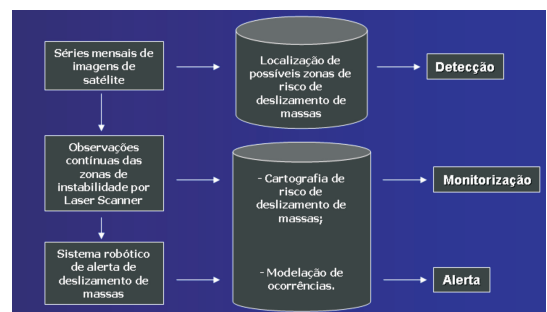 Séries mensais de
imagens de
satélite
Localização de
possíveis zonas de
risco de
deslizamento de
massas
Detecção
Observações
contínuas das
zonas de
instabilidade por
Laser Scanner
- Cartografia de
risco de
deslizamento de
massas;
Monitorização
Sistema robótico
de alerta de
deslizamento de
massas
- Modelação de
ocorrências.
Alerta